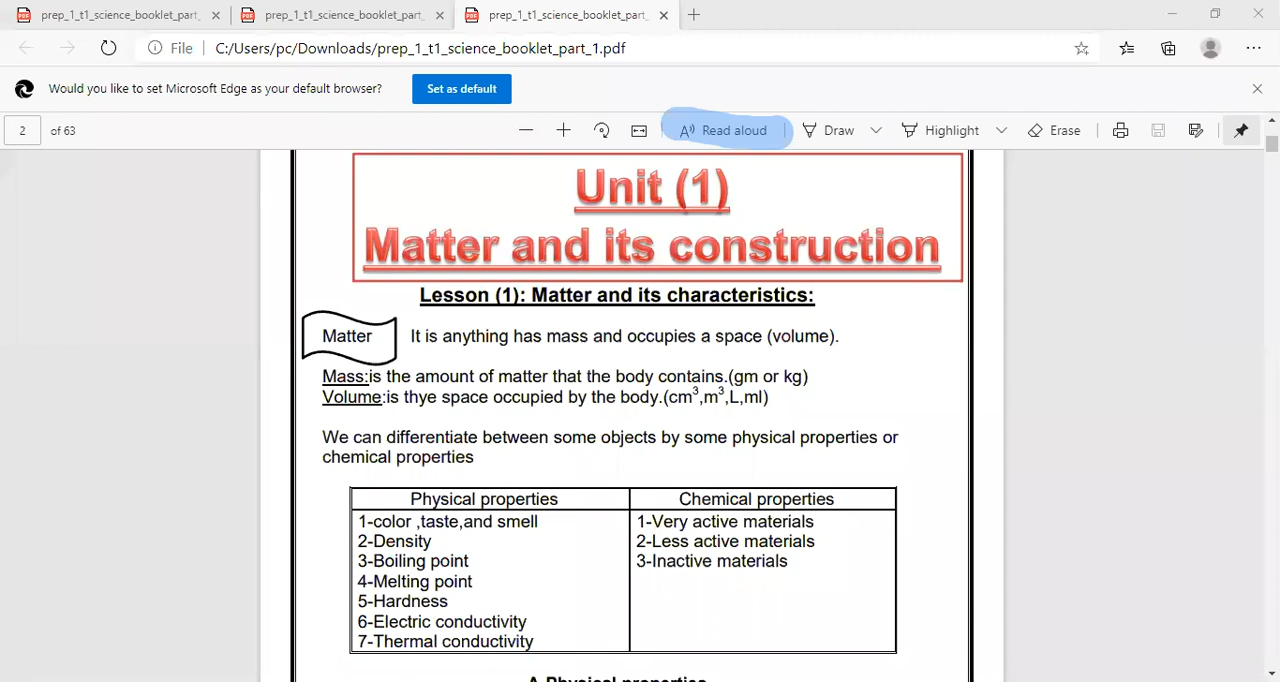 prep_1_t1_science_booklet_part_ prep_1_t1_science_booklet_part_ prep_1_t1_science_booklet_part_
File C:/Users/pc/Downloads/prep_1_t1_science_booklet_part_1.pdf
Would you like to set Microsoft Edge as your default browser? Set as default
2 of 63 Read aloud Draw Highlight Erase
Unit (1)
Matter and its construction
Lesson (1): Matter and its characteristics:
Matter It is anything has mass and occupies a space (volume).
Mass:is the amount of matter that the body contains.(gm or kg)
Volume:is thye space occupied by the body.(cm³,m³,L,ml)
We can differentiate between some objects by some physical properties or
chemical properties
Physical properties Chemical properties
1-color ,taste,and smell 1-Very active materials
2-Density 2-Less active materials
3-Boiling point 3-Inactive materials
4-Melting point
5-Hardness
6-Electric conductivity
7-Thermal conductivity
A-Physical properties